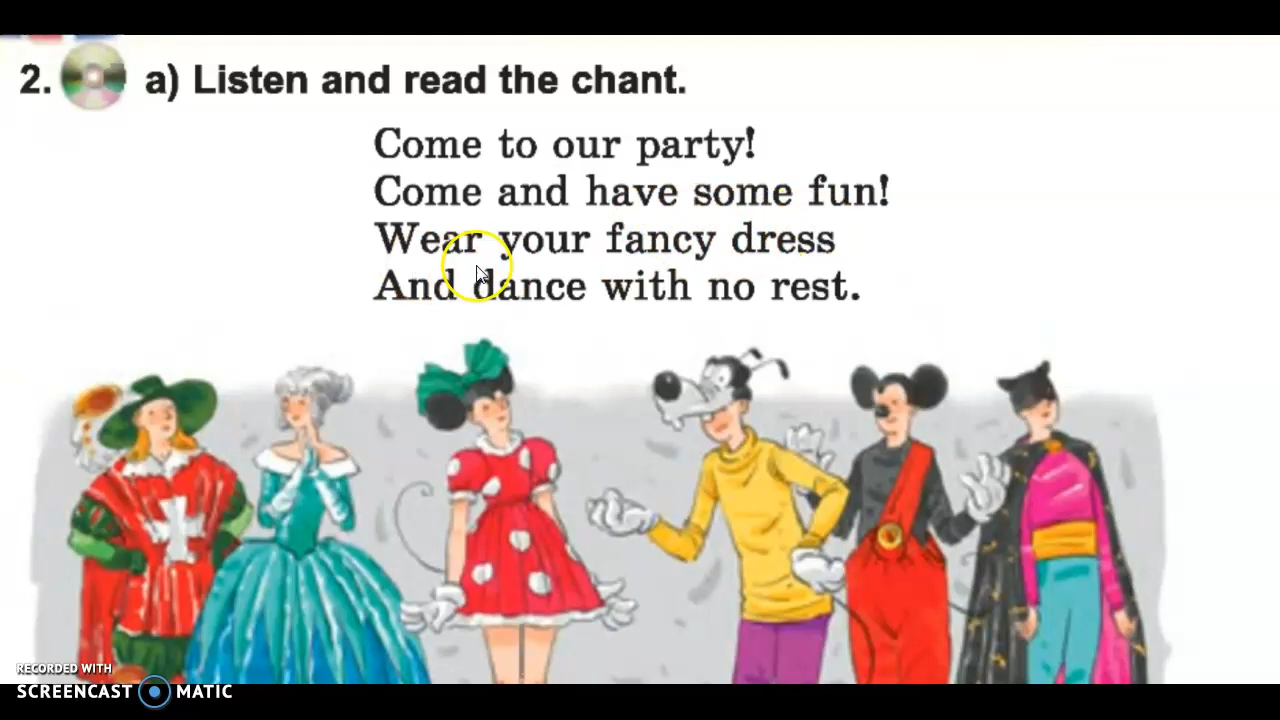 2. a) Listen and read the chant.
Come to our party!
Come and have some fun!
Wear your fancy dress
And dance with no rest.
RECORDED WITH
SCREENCAST MATIC